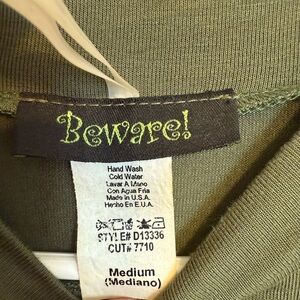 Beware!
Hand Wash
Cold Water
Lavar A Mano
Con Agua Fria
Made in U.S.A.
Hecho En E.U.A.
STYLE# D13336
CUT# 7710
Medium
(Mediano)